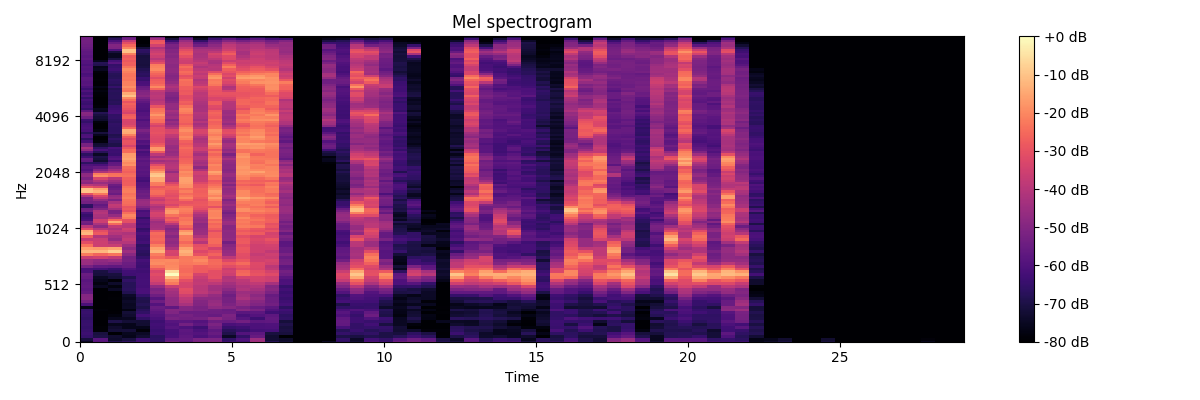 Mel spectrogram
Hz
8192
4096
2048
1024
512
0
0 5 10 15 20 25
Time
+0 dB
-10 dB
-20 dB
-30 dB
-40 dB
-50 dB
-60 dB
-70 dB
-80 dB